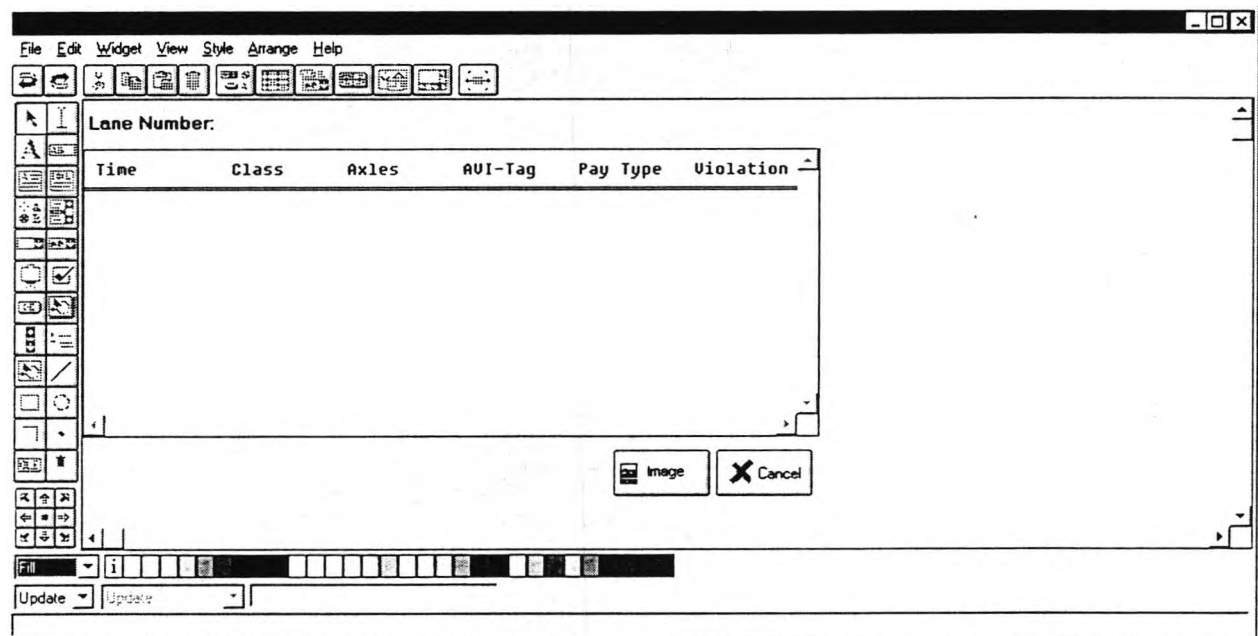 File Edit Widget View Style Arrange Help
Lane Number:
Time Class Axles AVI-Tag Pay Type Violation
Image Cancel
Fill i
Update Update